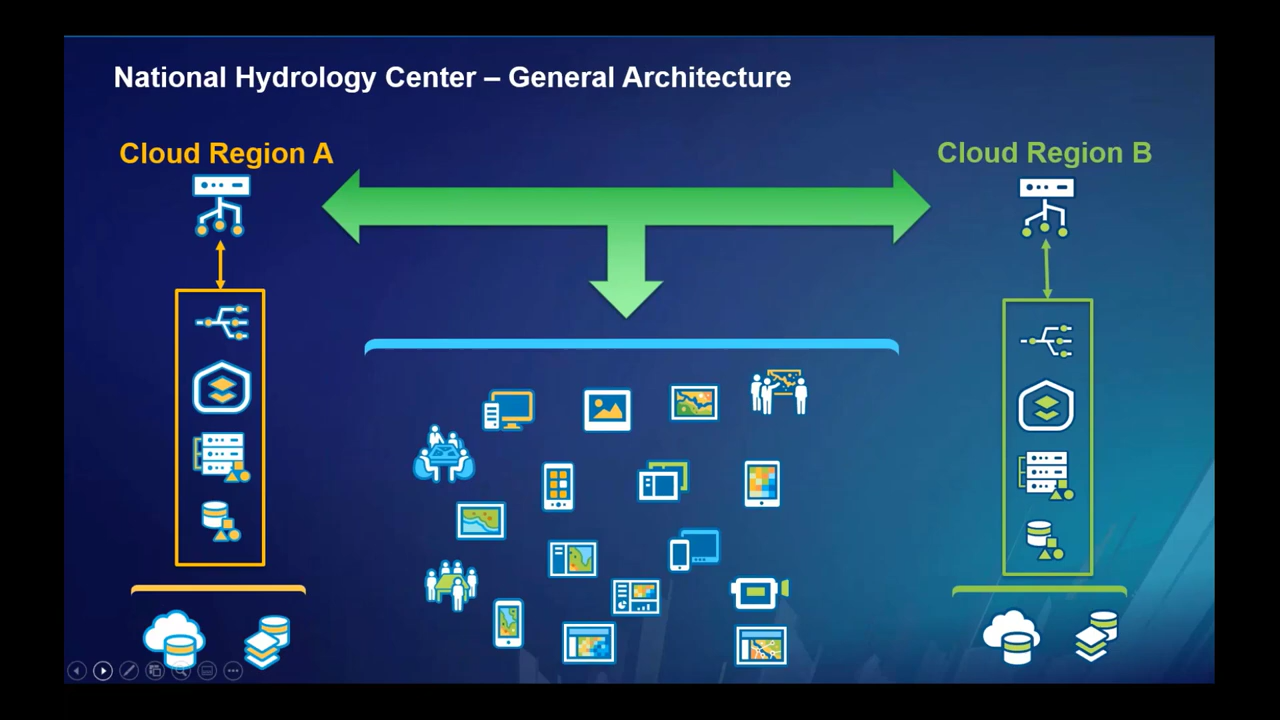 National Hydrology Center – General Architecture
Cloud Region A
Cloud Region B